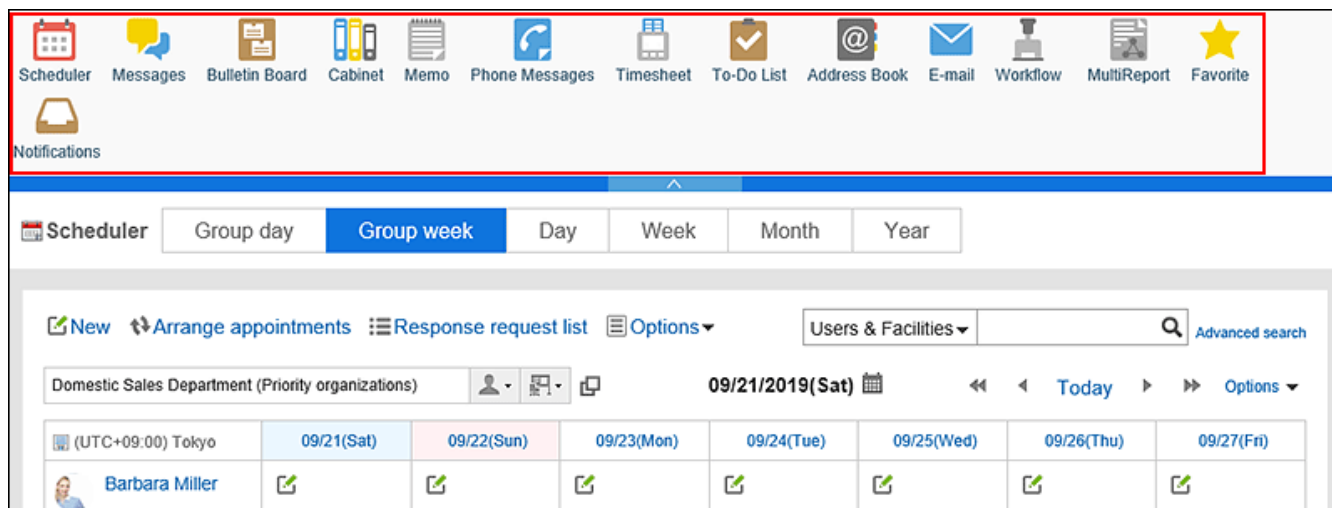 Scheduler Messages Bulletin Board Cabinet Memo Phone Messages Timesheet To-Do List Address Book E-mail Workflow MultiReport Favorite
Notifications
Scheduler Group day Group week Day Week Month Year
New Arrange appointments Response request list Options Users & Facilities Advanced search
Domestic Sales Department (Priority organizations) 09/21/2019(Sat) Today Options
(UTC+09:00) Tokyo 09/21(Sat) 09/22(Sun) 09/23(Mon) 09/24(Tue) 09/25(Wed) 09/26(Thu) 09/27(Fri)
Barbara Miller